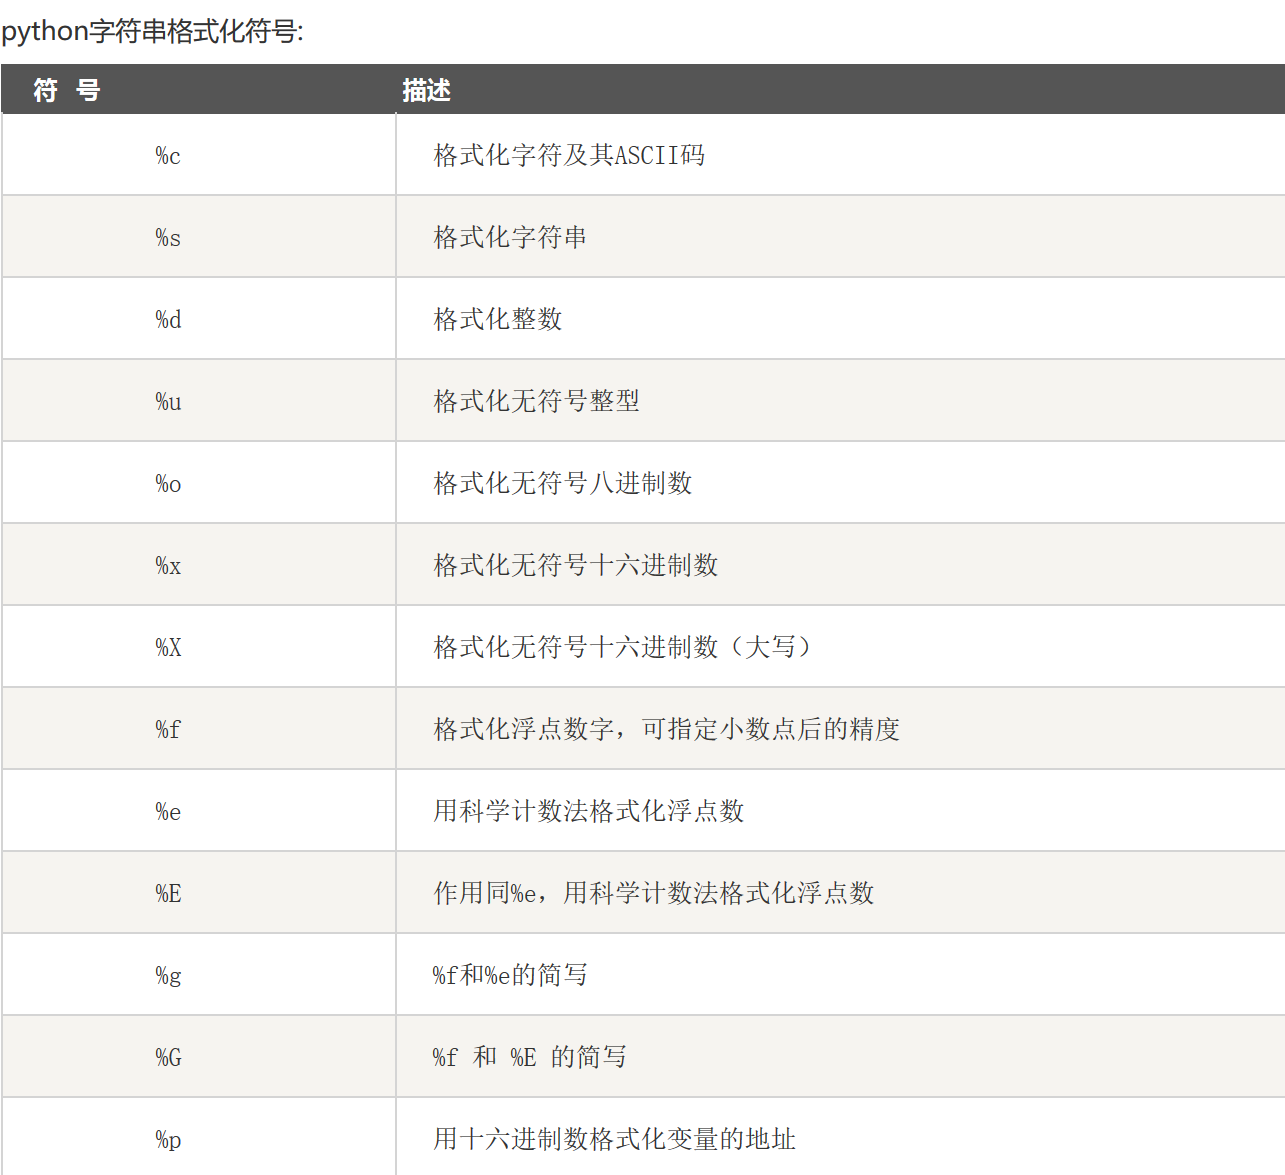 python字符串格式化符号:
符 号 描述
%c 格式化字符及其ASCII码
%s 格式化字符串
%d 格式化整数
%u 格式化无符号整型
%o 格式化无符号八进制数
%x 格式化无符号十六进制数
%X 格式化无符号十六进制数（大写）
%f 格式化浮点数字，可指定小数点后的精度
%e 用科学计数法格式化浮点数
%E 作用同%e，用科学计数法格式化浮点数
%g %f和%e的简写
%G %f 和 %E 的简写
%p 用十六进制数格式化变量的地址